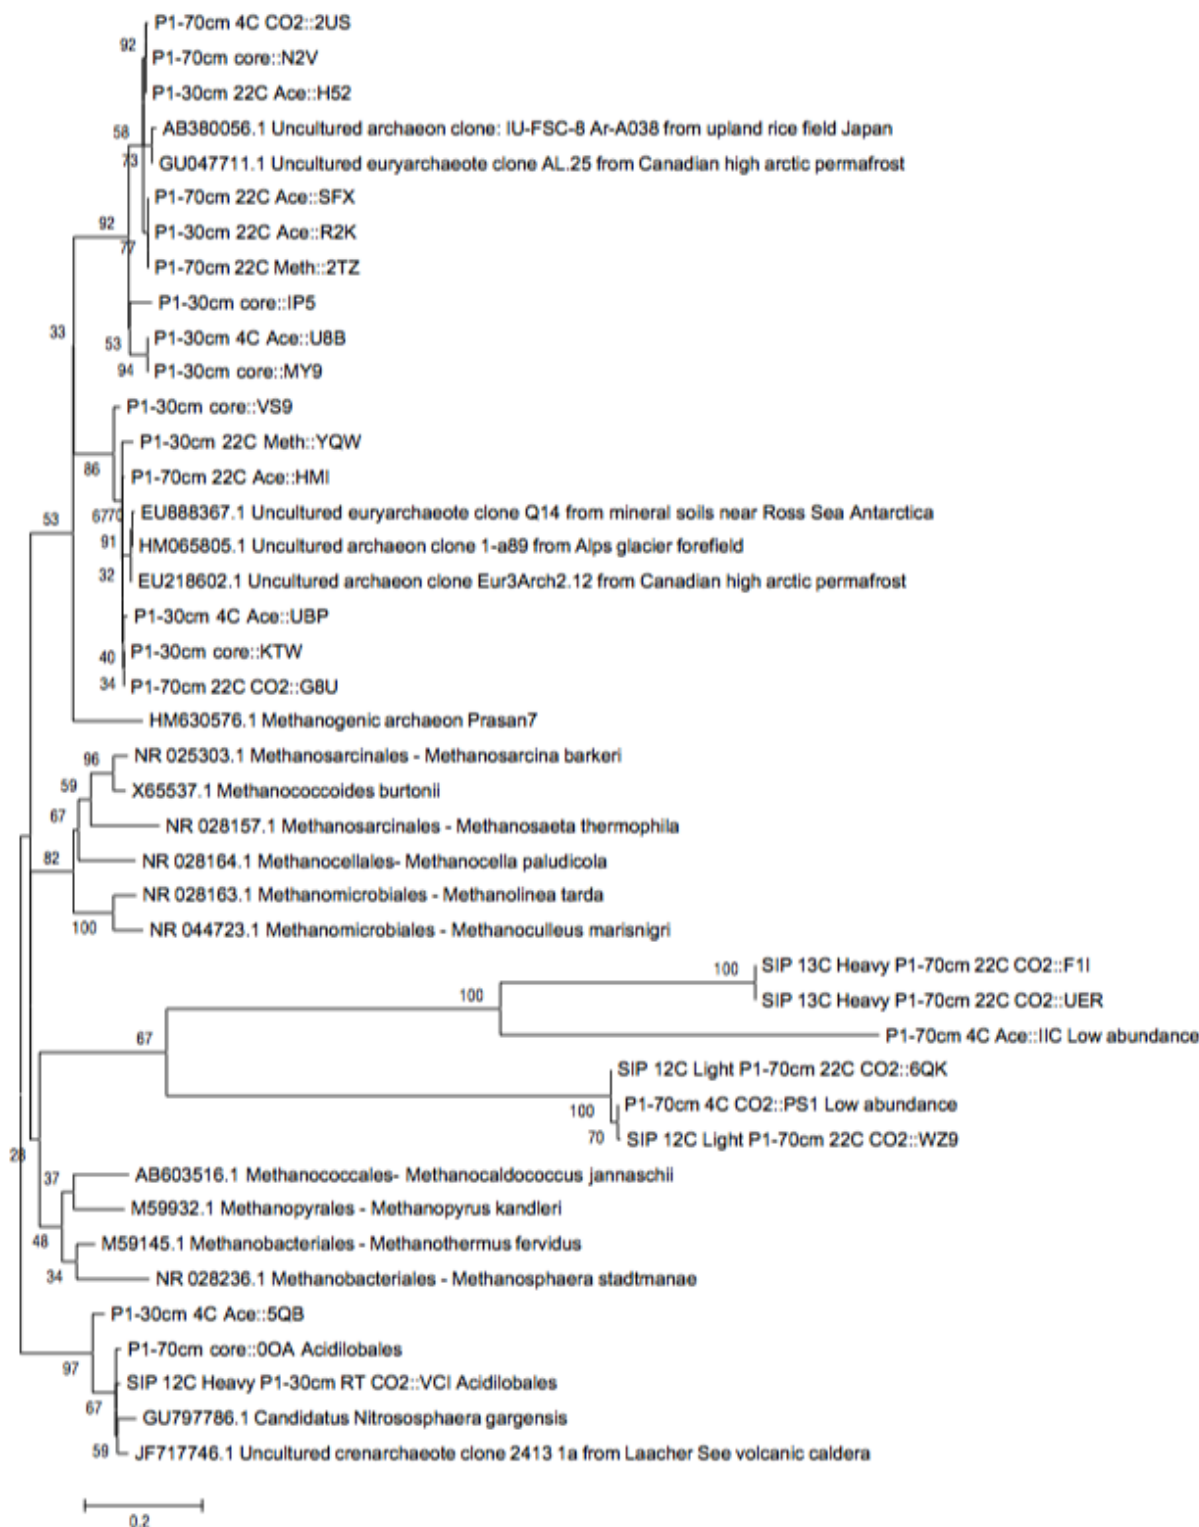 P1-70cm 4C CO2::2US
92
P1-70cm core::N2V
P1-30cm 22C Ace::H52
58
AB380056.1 Uncultured archaeon clone: IU-FSC-8 Ar-A038 from upland rice field Japan
73
GU047711.1 Uncultured euryarchaeote clone AL.25 from Canadian high arctic permafrost
P1-70cm 22C Ace::SFX
92
P1-30cm 22C Ace::R2K
77
P1-70cm 22C Meth::2TZ
P1-30cm core::IP5
33
53
P1-30cm 4C Ace::U8B
94
P1-30cm core::MY9
P1-30cm core::VS9
P1-30cm 22C Meth::YQW
86
P1-70cm 22C Ace::HMI
53
6770
EU888367.1 Uncultured euryarchaeote clone Q14 from mineral soils near Ross Sea Antarctica
91
HM065805.1 Uncultured archaeon clone 1-a89 from Alps glacier forefield
32
EU218602.1 Uncultured archaeon clone Eur3Arch2.12 from Canadian high arctic permafrost
P1-30cm 4C Ace::UBP
40
P1-30cm core::KTW
34
P1-70cm 22C CO2::G8U
HM630576.1 Methanogenic archaeon Prasan7
96
NR 025303.1 Methanosarcinales - Methanosarcina barkeri
59
X65537.1 Methanococcoides burtonii
67
NR 028157.1 Methanosarcinales - Methanosaeta thermophila
82
NR 028164.1 Methanocellales- Methanocella paludicola
NR 028163.1 Methanomicrobiales - Methanolinea tarda
100
NR 044723.1 Methanomicrobiales - Methanoculleus marisnigri
100
SIP 13C Heavy P1-70cm 22C CO2::F1I
100
SIP 13C Heavy P1-70cm 22C CO2::UER
67
P1-70cm 4C Ace::IIC Low abundance
SIP 12C Light P1-70cm 22C CO2::6QK
100
P1-70cm 4C CO2::PS1 Low abundance
70
SIP 12C Light P1-70cm 22C CO2::WZ9
28
37
AB603516.1 Methanococcales- Methanocaldococcus jannaschii
M59932.1 Methanopyrales - Methanopyrus kandleri
48
M59145.1 Methanobacteriales - Methanothermus fervidus
34
NR 028236.1 Methanobacteriales - Methanosphaera stadtmanae
P1-30cm 4C Ace::5QB
97
P1-70cm core::0OA Acidilobales
SIP 12C Heavy P1-30cm RT CO2::VCI Acidilobales
67
GU797786.1 Candidatus Nitrososphaera gargensis
59
JF717746.1 Uncultured crenarchaeote clone 2413 1a from Laacher See volcanic caldera
0.2